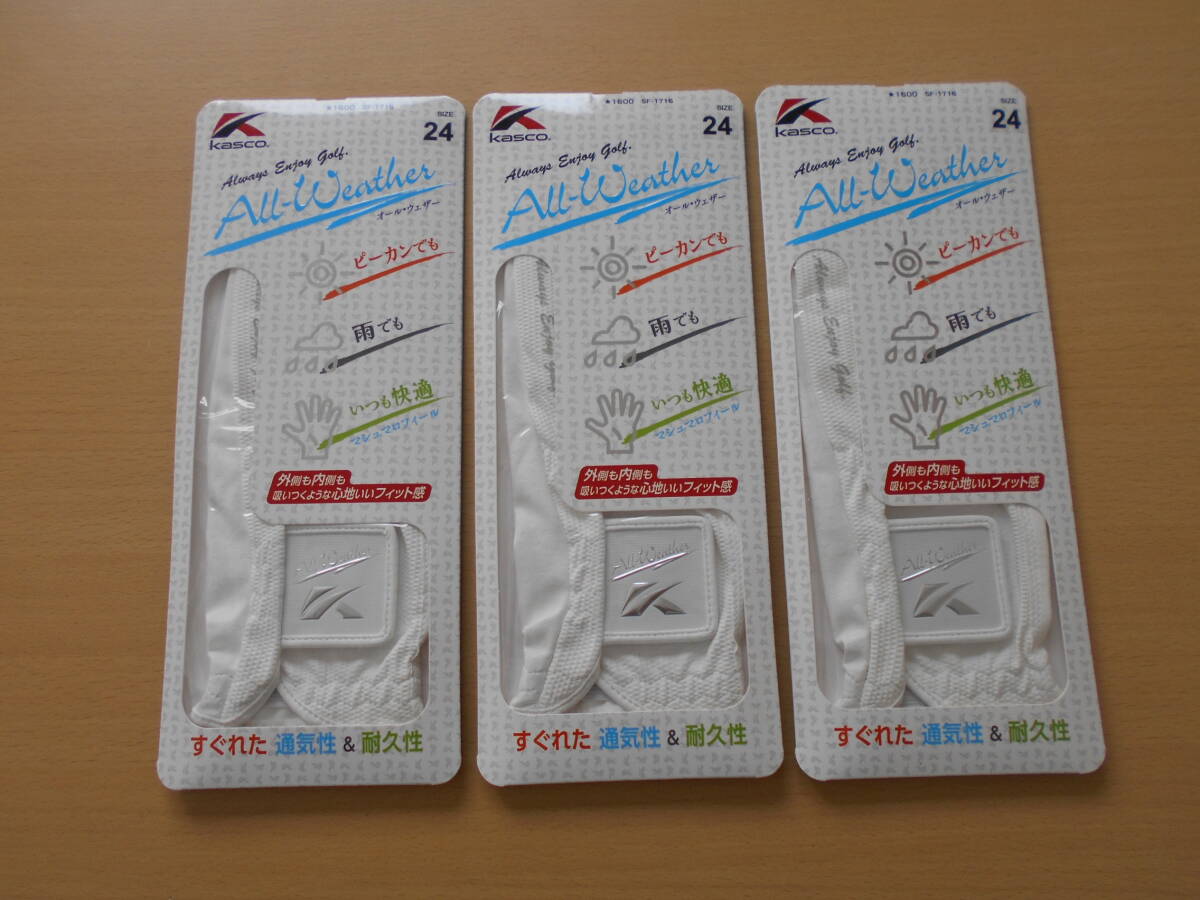 ★1600 SF-1716
SIZE
24
Kasco
Always Enjoy Golf.
All-Weather
オール・ウェザー
ピーカンでも
雨でも
いつも快適
マシュマロフィール
外側も内側も
吸いつくような心地いいフィット感
All-Weather
すぐれた 通気性 & 耐久性
★1600 SF-1716
SIZE
24
Kasco
Always Enjoy Golf.
All-Weather
オール・ウェザー
ピーカンでも
雨でも
いつも快適
マシュマロフィール
Always Enjoy
外側も内側も
吸いつくような心地いいフィット感
All-Weather
すぐれた 通気性 & 耐久性
★1600 SF-1716
SIZE
24
Kasco
Always Enjoy Golf.
All-Weather
オール・ウェザー
ピーカンでも
雨でも
いつも快適
マシュマロフィール
Always Enjoy Golf
外側も内側も
吸いつくような心地いいフィット感
All-Weather
すぐれた 通気性 & 耐久性